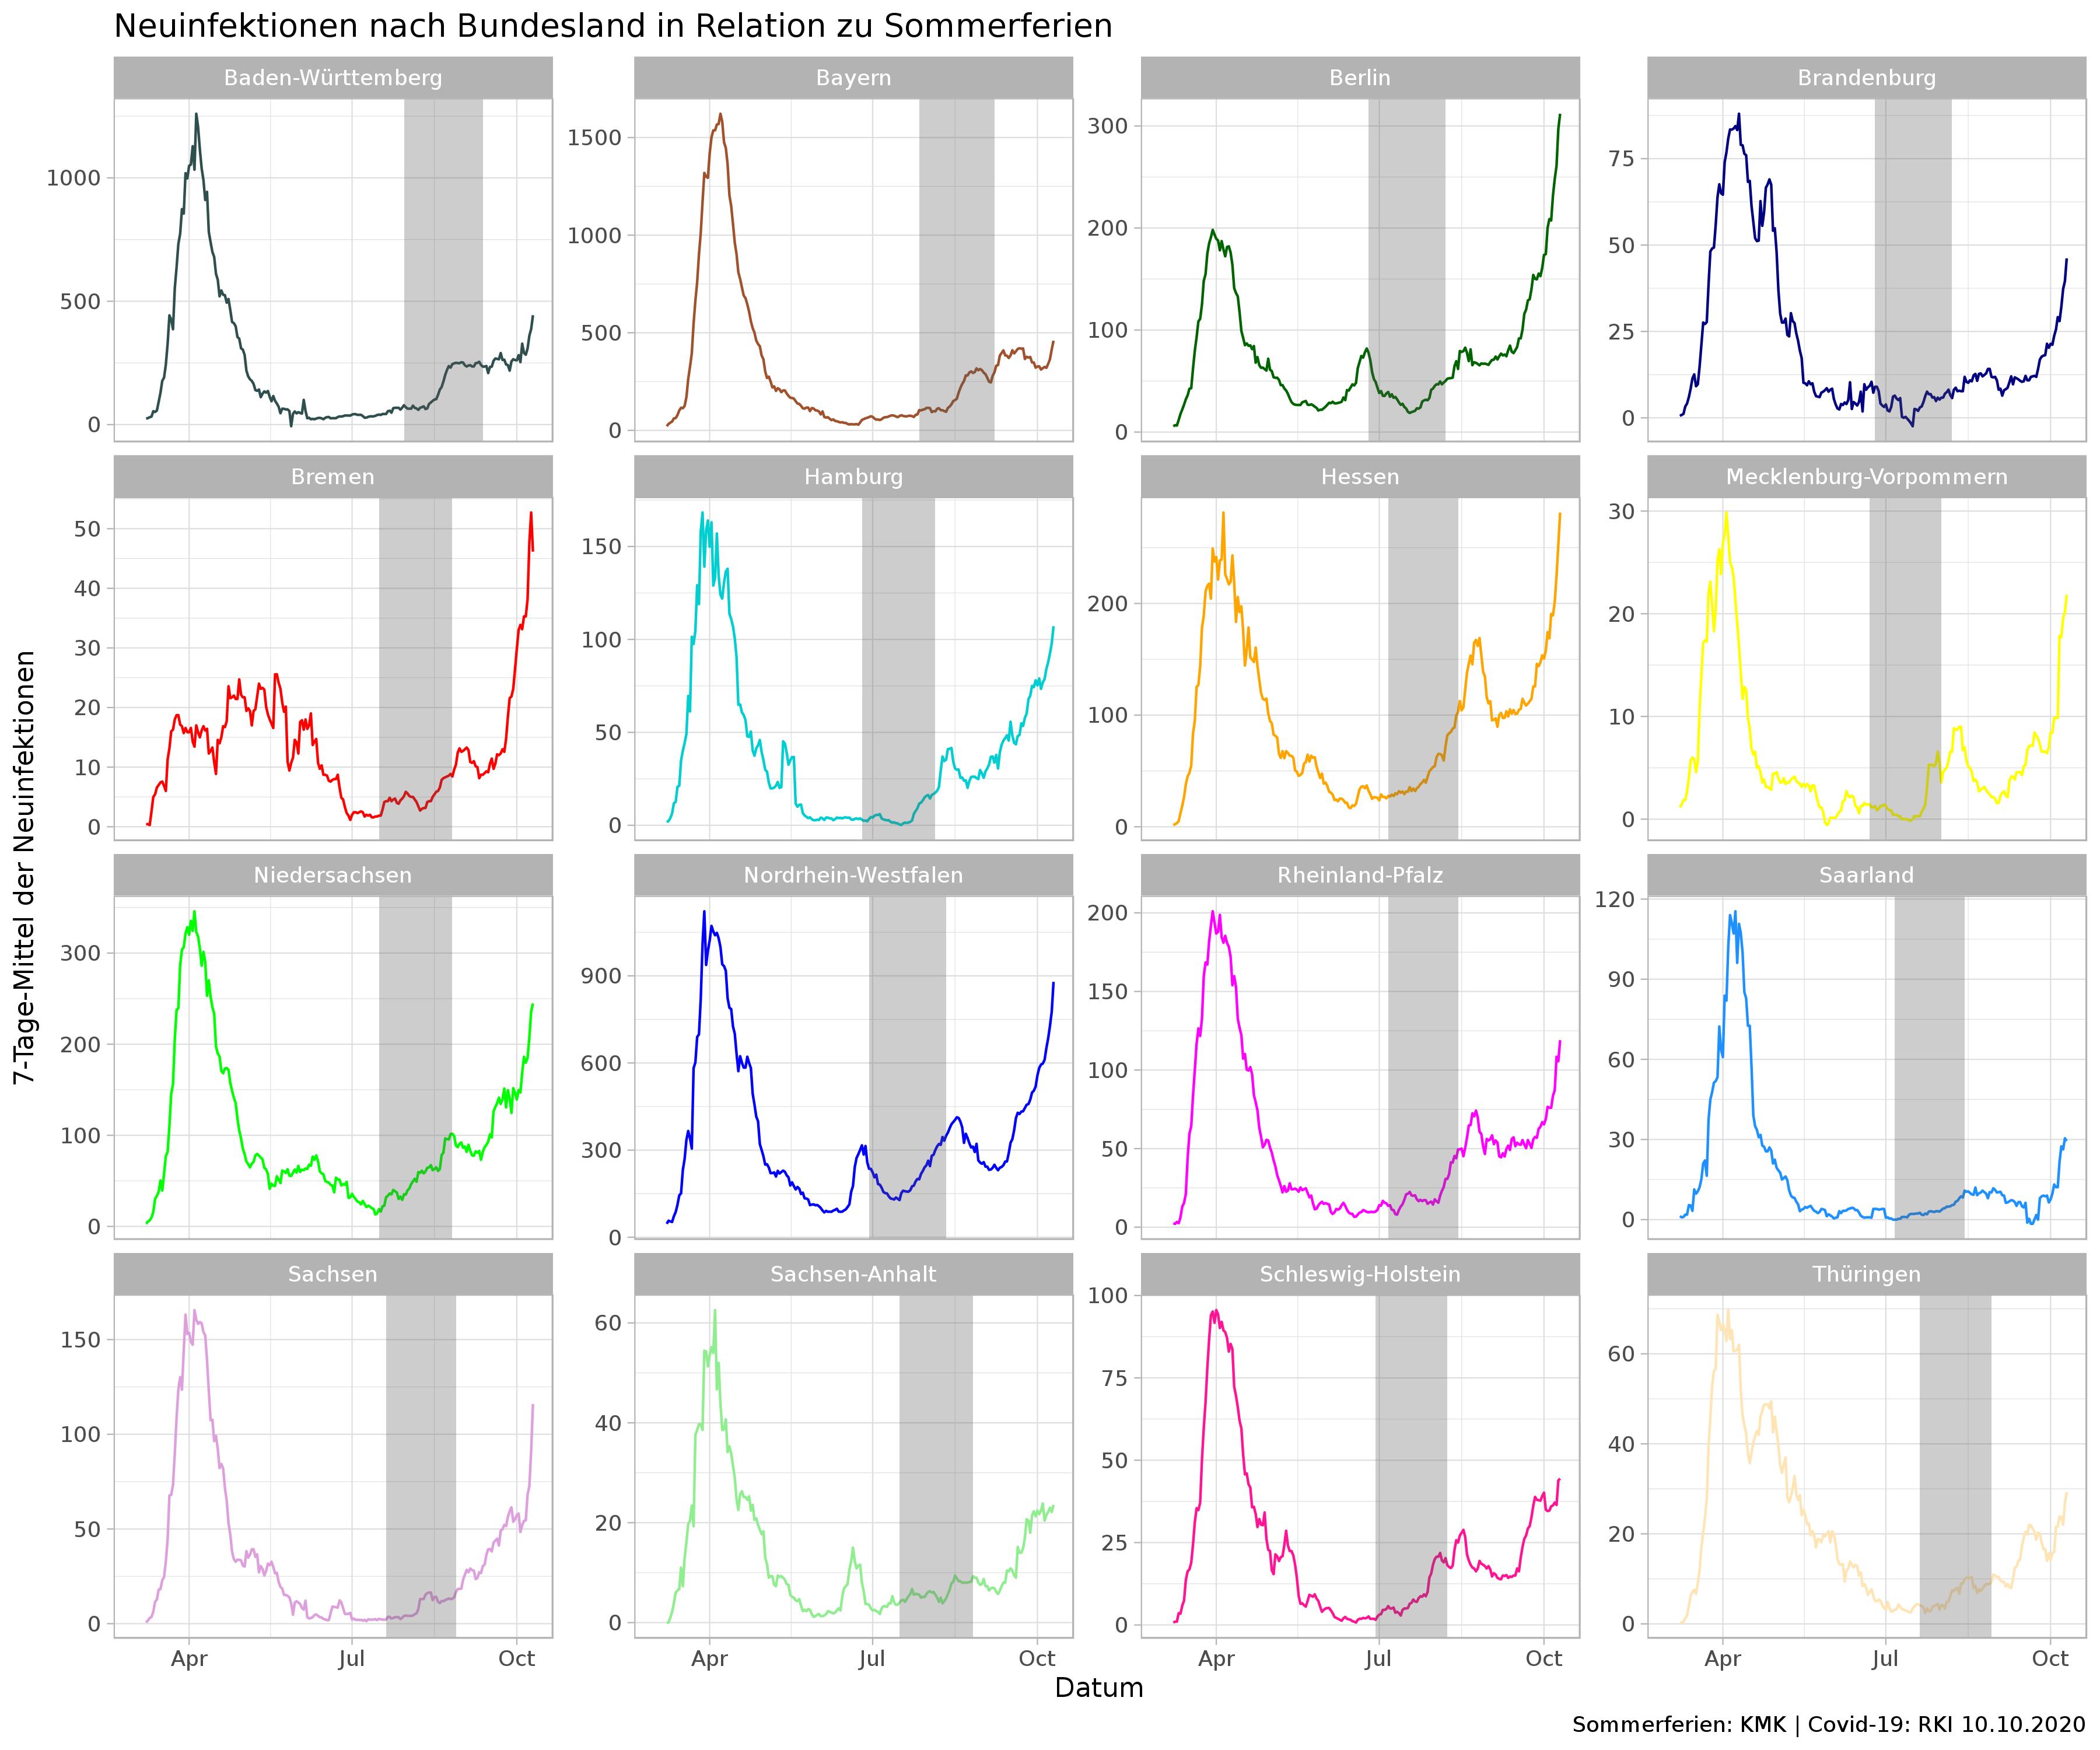 Neuinfektionen nach Bundesland in Relation zu Sommerferien
7-Tage-Mittel der Neuinfektionen
Baden-Württemberg
Bayern
Berlin
Brandenburg
1000
500
0
1500
1000
500
0
300
200
100
0
75
50
25
0
Bremen
Hamburg
Hessen
Mecklenburg-Vorpommern
50
40
30
20
10
0
150
100
50
0
200
100
0
30
20
10
0
Niedersachsen
Nordrhein-Westfalen
Rheinland-Pfalz
Saarland
300
200
100
0
900
600
300
0
200
150
100
50
0
120
90
60
30
0
Sachsen
Sachsen-Anhalt
Schleswig-Holstein
Thüringen
150
100
50
0
60
40
20
0
100
75
50
25
0
60
40
20
0
Apr Jul Oct
Apr Jul Oct
Apr Jul Oct
Apr Jul Oct
Datum
Sommerferien: KMK | Covid-19: RKI 10.10.2020